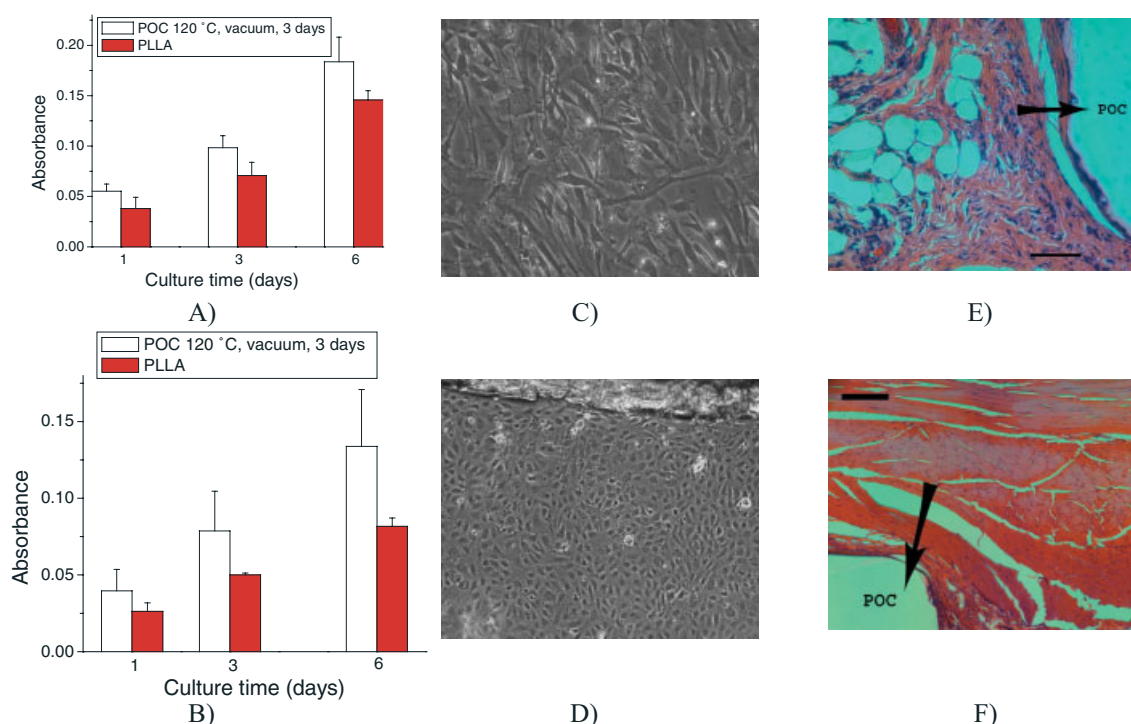 POC 120 ˚C, vacuum, 3 days
PLLA
0.20
0.15
0.10
0.05
0.00
Absorbance
1 3 6
Culture time (days)
A)
POC 120 ˚C, vacuum, 3 days
PLLA
0.15
0.10
0.05
0.00
Absorbance
1 3 6
Culture time (days)
B)
C)
D)
POC
E)
POC
F)